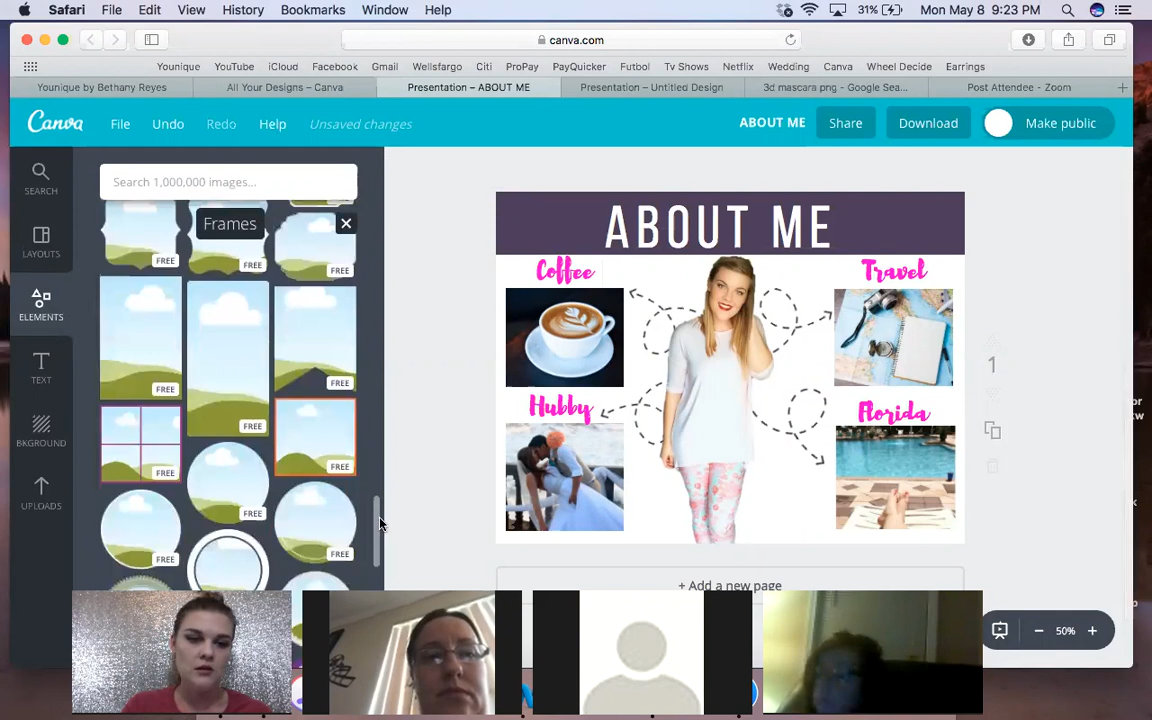 Safari File Edit View History Bookmarks Window Help 31% Mon May 8 9:23 PM
canva.com
Younique YouTube iCloud Facebook Gmail Wellsfargo Citi ProPay PayQuicker Futbol Tv Shows Netflix Wedding Canva Wheel Decide Earrings
Younique by Bethany Reyes All Your Designs – Canva Presentation – ABOUT ME Presentation – Untitled Design 3d mascara png - Google Sea... Post Attendee - Zoom
Canva File Undo Redo Help Unsaved changes ABOUT ME Share Download Make public
SEARCH
LAYOUTS
ELEMENTS
TEXT
BKGROUND
UPLOADS
Search 1,000,000 images...
Frames
FREE FREE FREE
FREE FREE FREE
FREE FREE
FREE
FREE FREE
ABOUT ME
Coffee Travel
Hubby Florida
1
+ Add a new page
50%